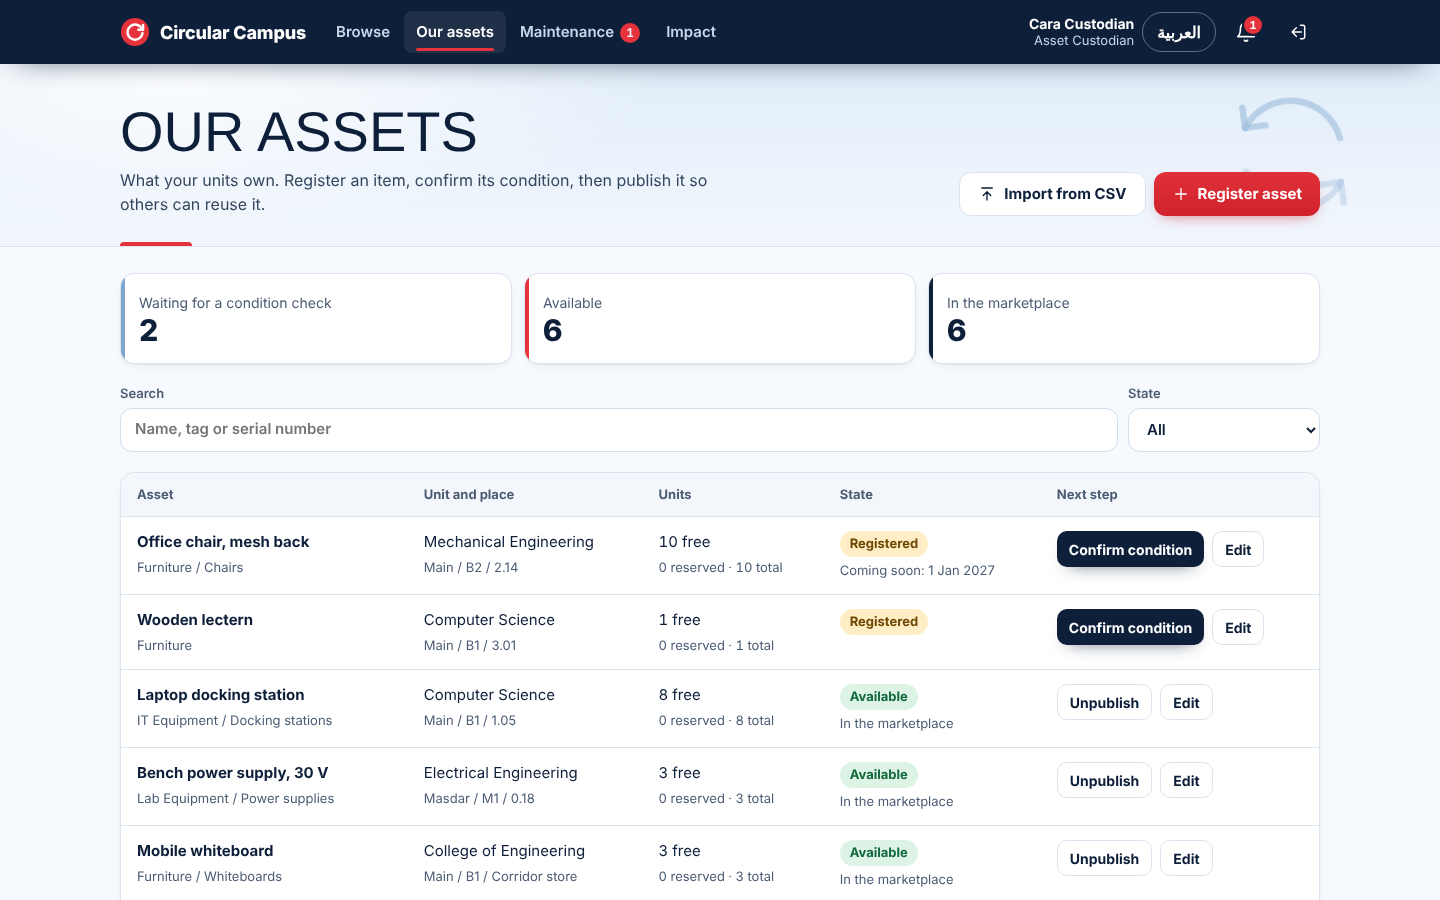 Circular Campus
Browse
Our assets
Maintenance 1
Impact
Cara Custodian
Asset Custodian
العربية
1
OUR ASSETS
What your units own. Register an item, confirm its condition, then publish it so
others can reuse it.
Import from CSV
Register asset
Waiting for a condition check
2
Available
6
In the marketplace
6
Search
Name, tag or serial number
State
All
Asset Unit and place Units State Next step
Office chair, mesh back Mechanical Engineering 10 free Registered Confirm condition Edit
Furniture / Chairs Main / B2 / 2.14 0 reserved · 10 total Coming soon: 1 Jan 2027
Wooden lectern Computer Science 1 free Registered Confirm condition Edit
Furniture Main / B1 / 3.01 0 reserved · 1 total
Laptop docking station Computer Science 8 free Available Unpublish Edit
IT Equipment / Docking stations Main / B1 / 1.05 0 reserved · 8 total In the marketplace
Bench power supply, 30 V Electrical Engineering 3 free Available Unpublish Edit
Lab Equipment / Power supplies Masdar / M1 / 0.18 0 reserved · 3 total In the marketplace
Mobile whiteboard College of Engineering 3 free Available Unpublish Edit
Furniture / Whiteboards Main / B1 / Corridor store 0 reserved · 3 total In the marketplace